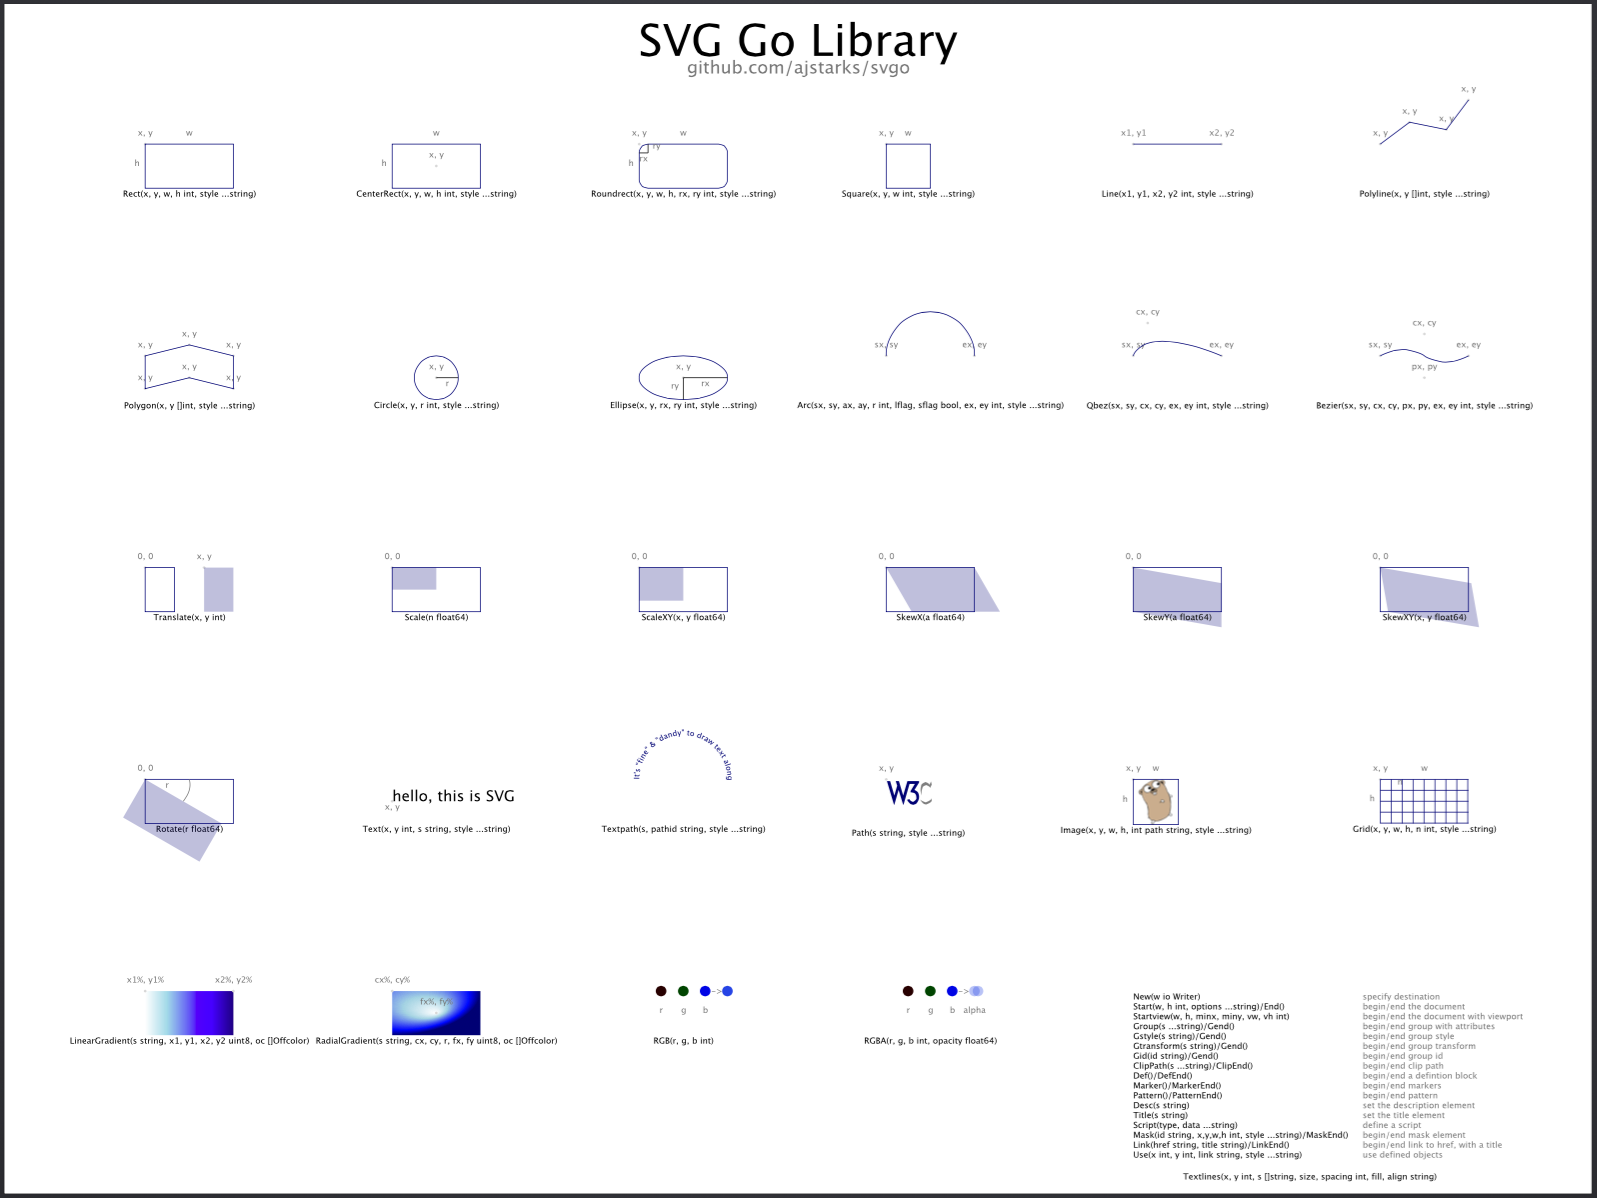 SVG Go Library
github.com/ajstarks/svgo
x, y w
h
Rect(x, y, w, h int, style ...string)
w
x, y
h
CenterRect(x, y, w, h int, style ...string)
x, y w
ry
rx
h
Roundrect(x, y, w, h, rx, ry int, style ...string)
x, y w
Square(x, y, w int, style ...string)
x1, y1 x2, y2
Line(x1, y1, x2, y2 int, style ...string)
x, y
x, y
x, y
x, y
Polyline(x, y []int, style ...string)
x, y
x, y x, y
x, y
x, y x, y
Polygon(x, y []int, style ...string)
x, y
r
Circle(x, y, r int, style ...string)
x, y
ry rx
Ellipse(x, y, rx, ry int, style ...string)
sx, sy ex, ey
Arc(sx, sy, ax, ay, r int, lflag, sflag bool, ex, ey int, style ...string)
cx, cy
sx, sy ex, ey
Qbez(sx, sy, cx, cy, ex, ey int, style ...string)
cx, cy
sx, sy ex, ey
px, py
Bezier(sx, sy, cx, cy, px, py, ex, ey int, style ...string)
0, 0 x, y
Translate(x, y int)
0, 0
Scale(n float64)
0, 0
ScaleXY(x, y float64)
0, 0
SkewX(a float64)
0, 0
SkewY(a float64)
0, 0
SkewXY(x, y float64)
0, 0
r
Rotate(r float64)
hello, this is SVG
x, y
Text(x, y int, s string, style ...string)
It's "fine" & "dandy" to draw text along
Textpath(s, pathid string, style ...string)
x, y
W3C
Path(s string, style ...string)
x, y w
h
Image(x, y, w, h, int path string, style ...string)
x, y w
n
h
Grid(x, y, w, h, n int, style ...string)
x1%, y1% x2%, y2%
LinearGradient(s string, x1, y1, x2, y2 uint8, oc []Offcolor)
cx%, cy%
fx%, fy%
RadialGradient(s string, cx, cy, r, fx, fy uint8, oc []Offcolor)
->
r g b
RGB(r, g, b int)
->
r g b alpha
RGBA(r, g, b int, opacity float64)
New(w io Writer) specify destination
Start(w, h int, options ...string)/End() begin/end the document
Startview(w, h, minx, miny, vw, vh int) begin/end the document with viewport
Group(s ...string)/Gend() begin/end group with attributes
Gstyle(s string)/Gend() begin/end group style
Gtransform(s string)/Gend() begin/end group transform
Gid(id string)/Gend() begin/end group id
ClipPath(s ...string)/ClipEnd() begin/end clip path
Def()/DefEnd() begin/end a defintion block
Marker()/MarkerEnd() begin/end markers
Pattern()/PatternEnd() begin/end pattern
Desc(s string) set the description element
Title(s string) set the title element
Script(type, data ...string) define a script
Mask(id string, x,y,w,h int, style ...string)/MaskEnd() begin/end mask element
Link(href string, title string)/LinkEnd() begin/end link to href, with a title
Use(x int, y int, link string, style ...string) use defined objects
Textlines(x, y int, s []string, size, spacing int, fill, align string)